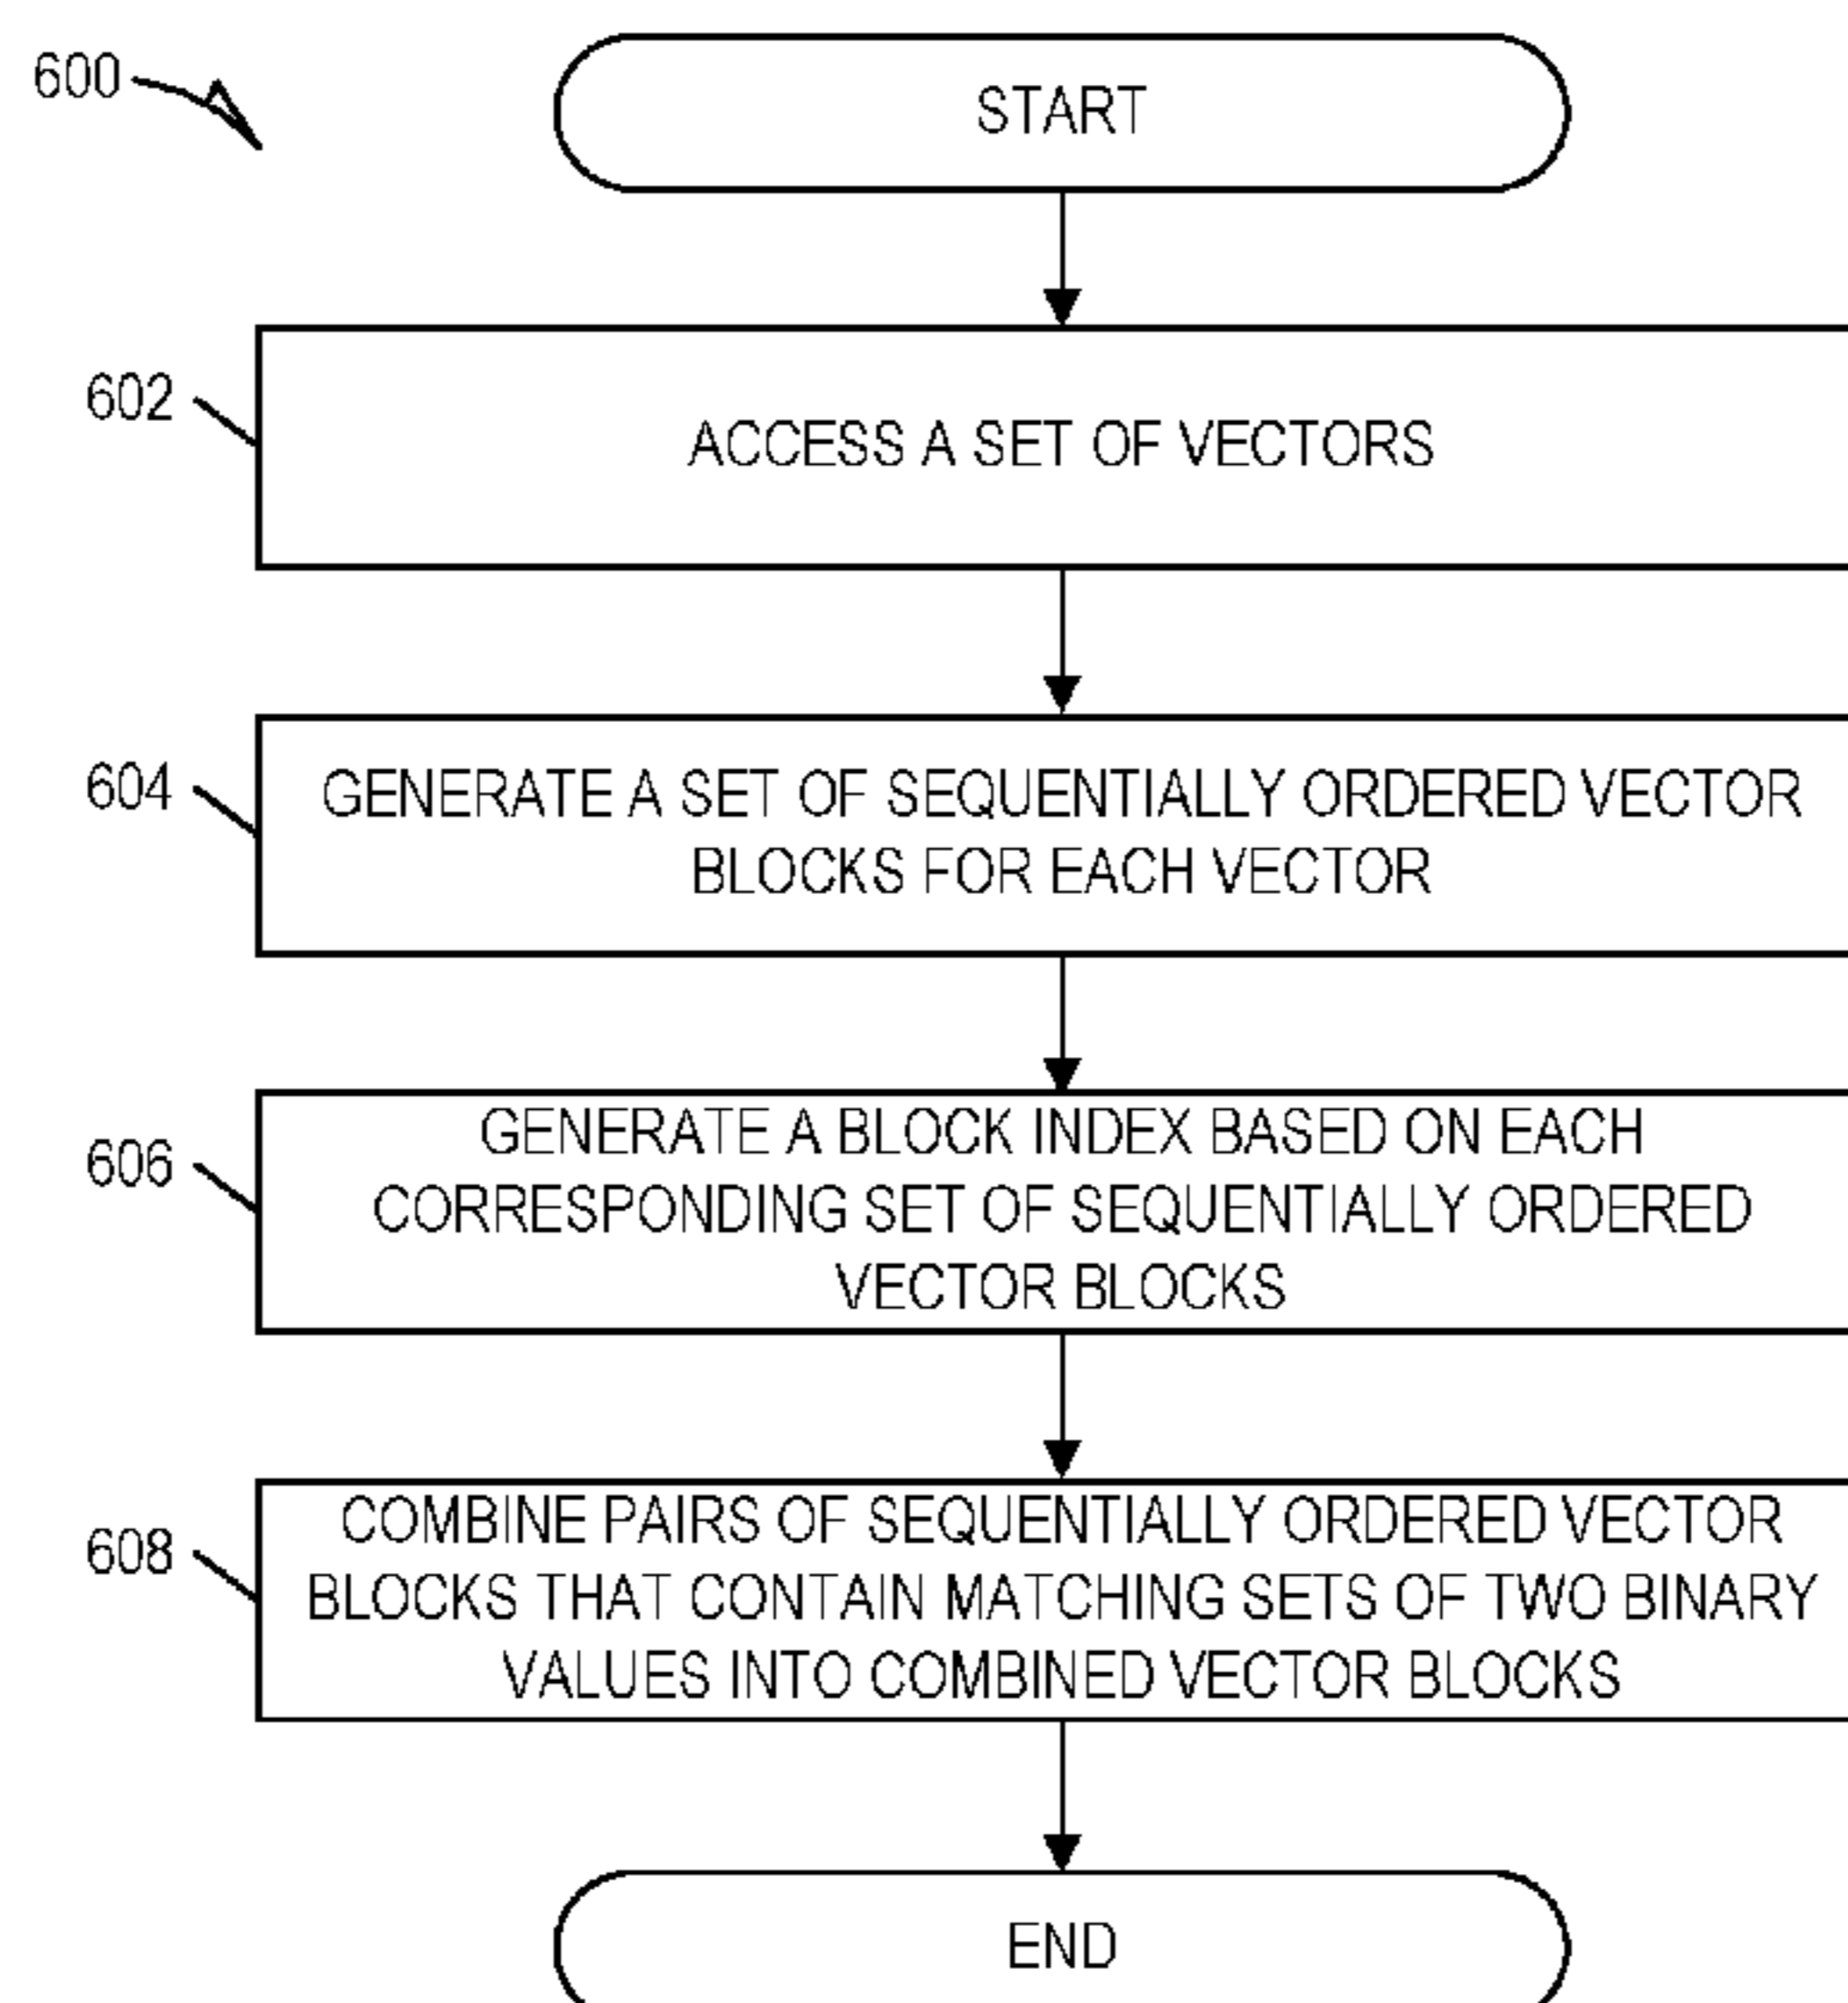 600
START
602
ACCESS A SET OF VECTORS
604
GENERATE A SET OF SEQUENTIALLY ORDERED VECTOR
BLOCKS FOR EACH VECTOR
606
GENERATE A BLOCK INDEX BASED ON EACH
CORRESPONDING SET OF SEQUENTIALLY ORDERED
VECTOR BLOCKS
608
COMBINE PAIRS OF SEQUENTIALLY ORDERED VECTOR
BLOCKS THAT CONTAIN MATCHING SETS OF TWO BINARY
VALUES INTO COMBINED VECTOR BLOCKS
END